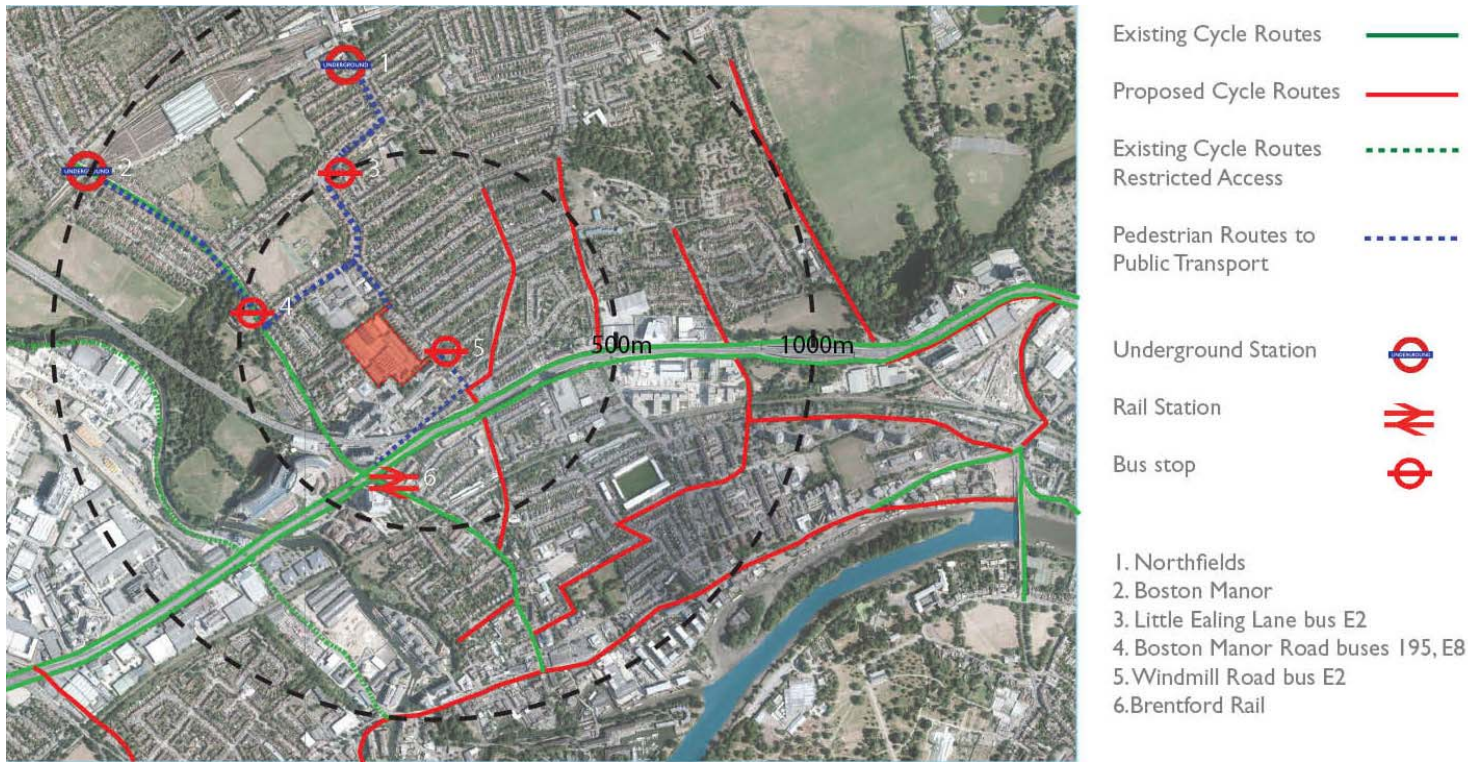 UNDERGROUND
1
UNDERGROUND
2
3
4
5
500m
1000m
6
Existing Cycle Routes
Proposed Cycle Routes
Existing Cycle Routes
Restricted Access
Pedestrian Routes to
Public Transport
Underground Station
UNDERGROUND
Rail Station
Bus stop
1. Northfields
2. Boston Manor
3. Little Ealing Lane bus E2
4. Boston Manor Road buses 195, E8
5. Windmill Road bus E2
6.Brentford Rail